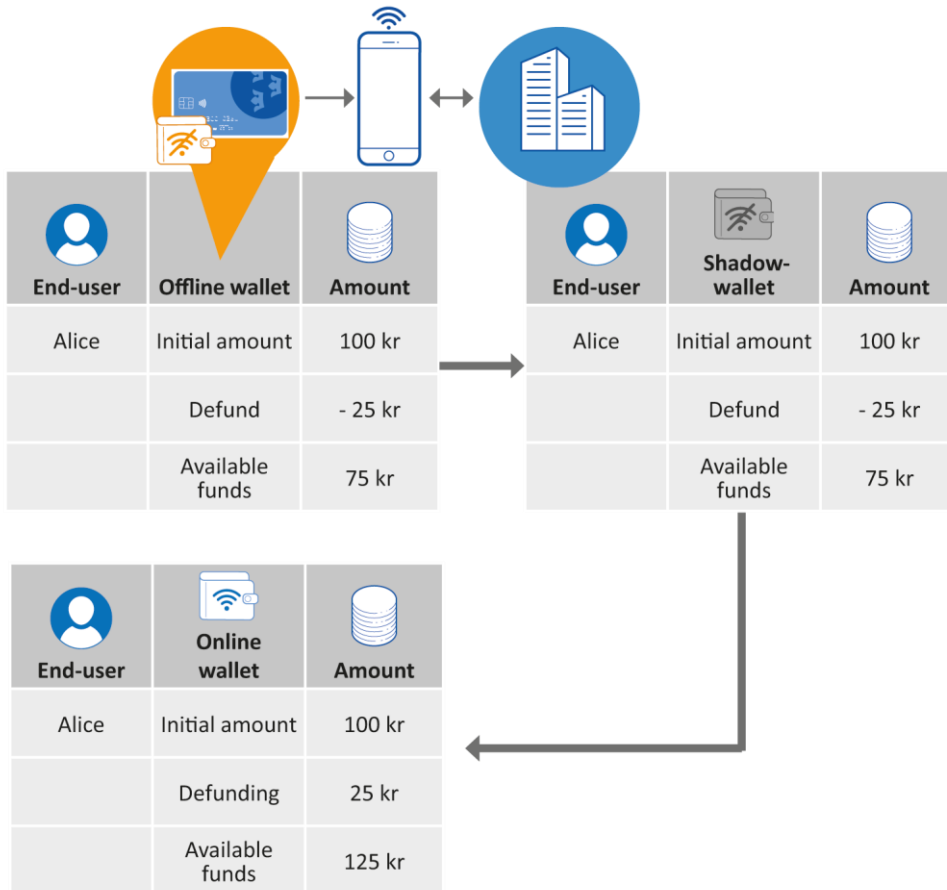 End-user Offline wallet Amount
Alice Initial amount 100 kr
Defund - 25 kr
Available
funds 75 kr
End-user Shadow-
wallet Amount
Alice Initial amount 100 kr
Defund - 25 kr
Available
funds 75 kr
End-user Online
wallet Amount
Alice Initial amount 100 kr
Defunding 25 kr
Available
funds 125 kr